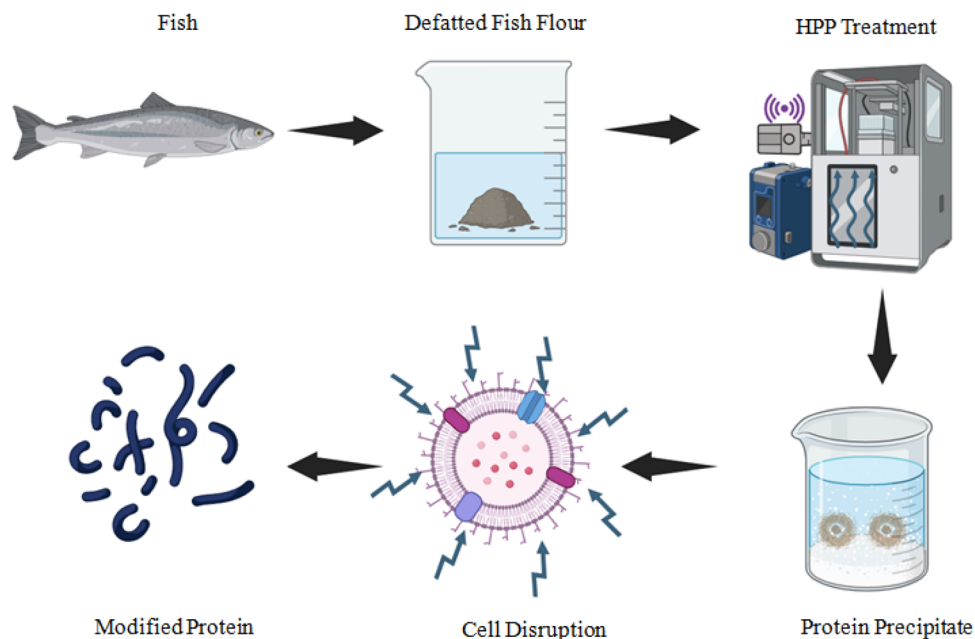 Fish
Defatted Fish Flour
HPP Treatment
Modified Protein
Cell Disruption
Protein Precipitate